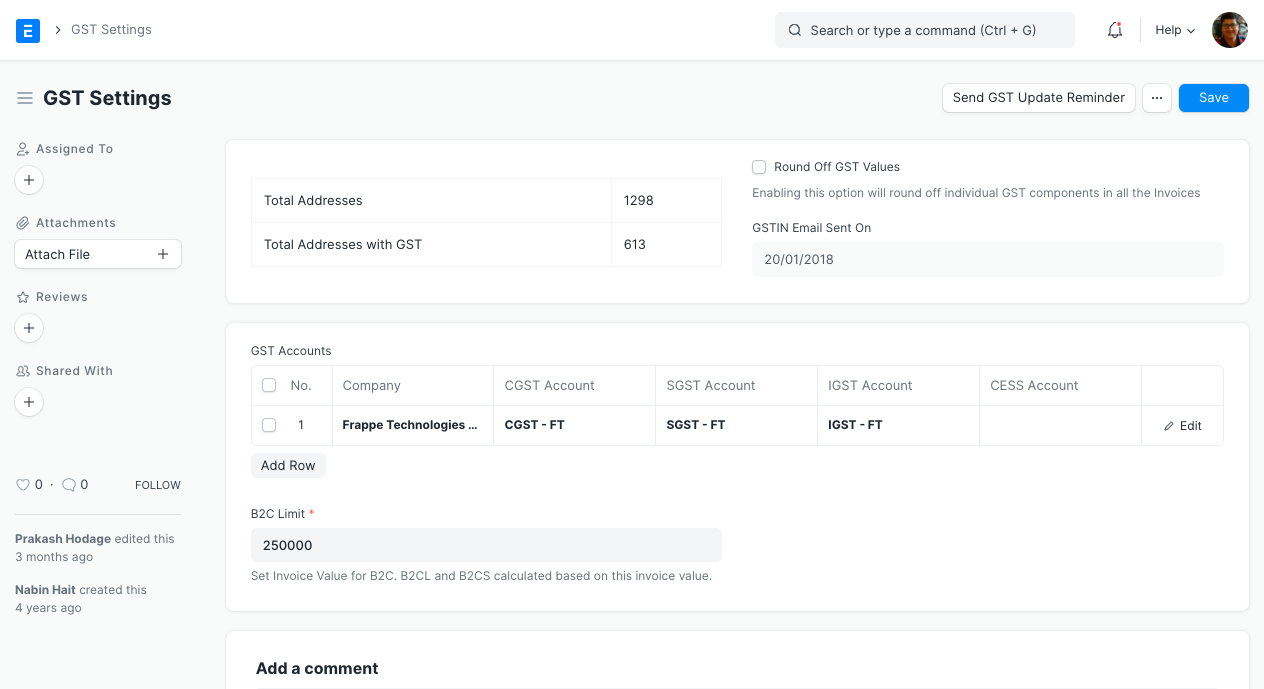 E
GST Settings
Search or type a command (Ctrl + G)
Help
GST Settings
Send GST Update Reminder
...
Save
Assigned To
Attachments
Attach File
Reviews
Shared With
0 · 0
FOLLOW
Prakash Hodage edited this
3 months ago
Nabin Hait created this
4 years ago
Total Addresses 1298
Total Addresses with GST 613
Round Off GST Values
Enabling this option will round off individual GST components in all the Invoices
GSTIN Email Sent On
20/01/2018
GST Accounts
No. Company CGST Account SGST Account IGST Account CESS Account
1 Frappe Technologies ... CGST - FT SGST - FT IGST - FT Edit
Add Row
B2C Limit *
250000
Set Invoice Value for B2C. B2CL and B2CS calculated based on this invoice value.
Add a comment